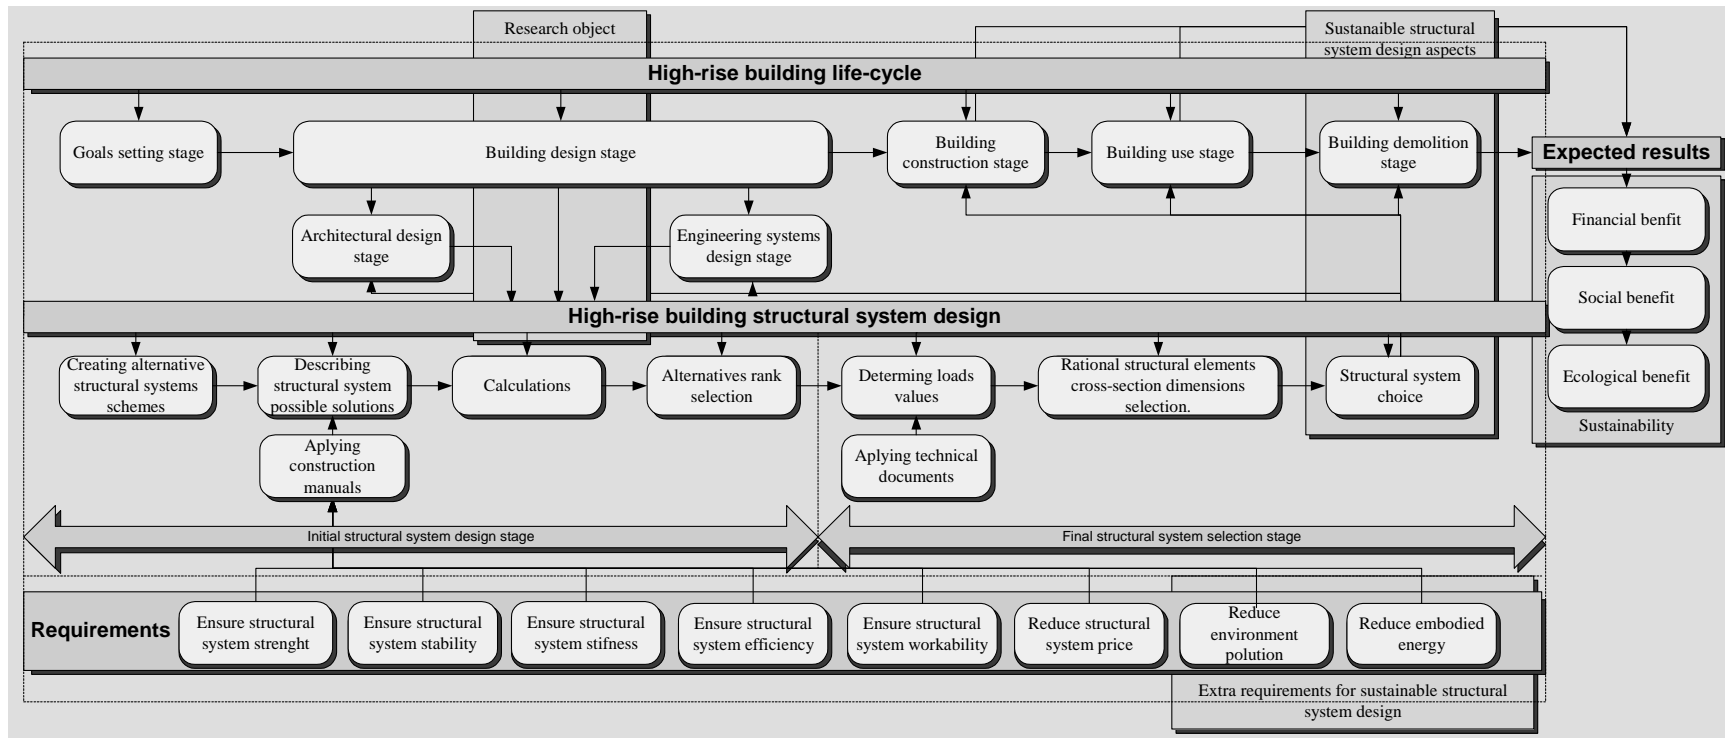 Research object
Sustanaible structural
system design aspects
High-rise building life-cycle
Goals setting stage
Building design stage
Building
construction stage
Building use stage
Building demolition
stage
Expected results
Architectural design
stage
Engineering systems
design stage
Financial benfit
Social benefit
Ecological benefit
Sustainability
High-rise building structural system design
Creating alternative
structural systems
schemes
Describing
structural system
possible solutions
Calculations
Alternatives rank
selection
Determing loads
values
Rational structural elements
cross-section dimensions
selection.
Structural system
choice
Aplying
construction
manuals
Aplying technical
documents
Initial structural system design stage
Final structural system selection stage
Requirements
Ensure structural
system strenght
Ensure structural
system stability
Ensure structural
system stifness
Ensure structural
system efficiency
Ensure structural
system workability
Reduce structural
system price
Reduce
environment
polution
Reduce embodied
energy
Extra requirements for sustainable structural
system design